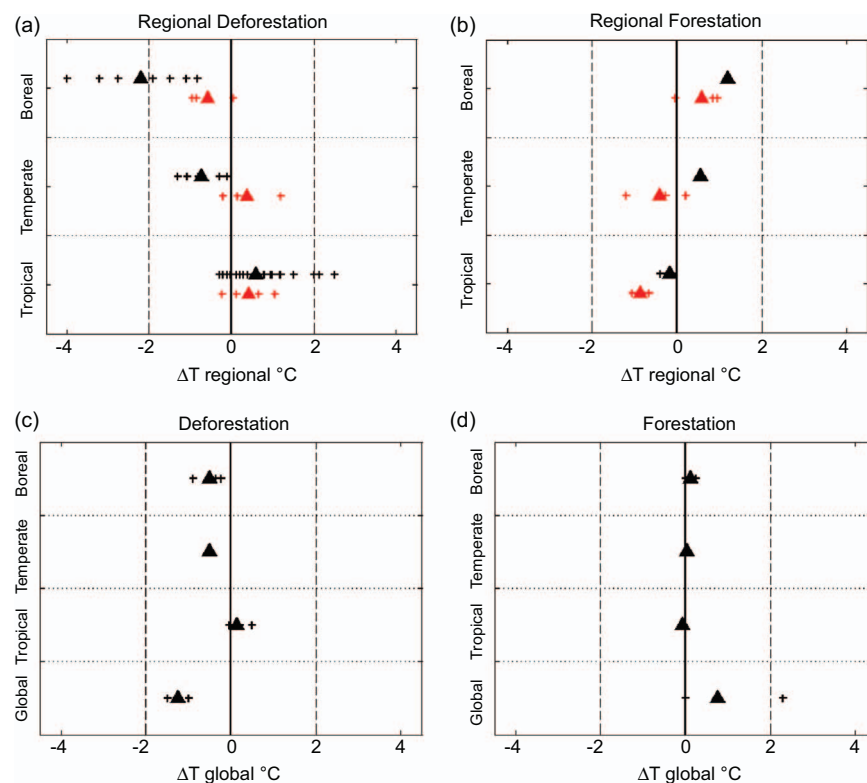 (a)
Regional Deforestation
Boreal
Temperate
Tropical
-4 -2 0 2 4
ΔT regional °C
(b)
Regional Forestation
Boreal
Temperate
Tropical
-4 -2 0 2 4
ΔT regional °C
(c)
Deforestation
Boreal
Temperate
Tropical
Global
-4 -2 0 2 4
ΔT global °C
(d)
Forestation
Boreal
Temperate
Tropical
Global
-4 -2 0 2 4
ΔT global °C